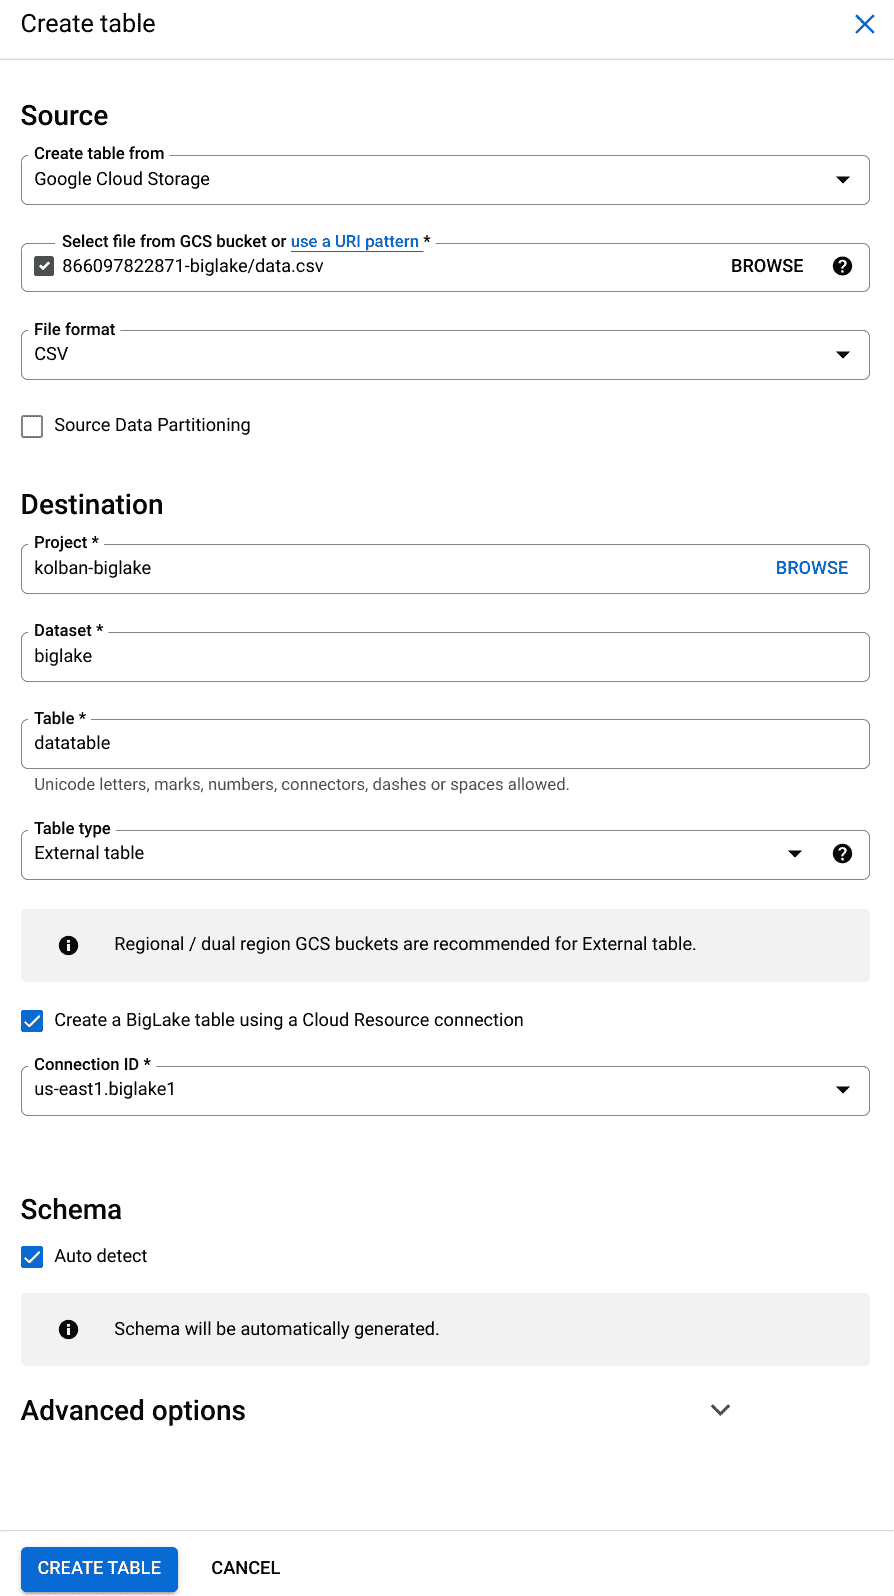 Create table
Source
Create table from
Google Cloud Storage
Select file from GCS bucket or use a URI pattern *
866097822871-biglake/data.csv BROWSE
File format
CSV
Source Data Partitioning
Destination
Project *
kolban-biglake BROWSE
Dataset *
biglake
Table *
datatable
Unicode letters, marks, numbers, connectors, dashes or spaces allowed.
Table type
External table
Regional / dual region GCS buckets are recommended for External table.
Create a BigLake table using a Cloud Resource connection
Connection ID *
us-east1.biglake1
Schema
Auto detect
Schema will be automatically generated.
Advanced options
CREATE TABLE CANCEL